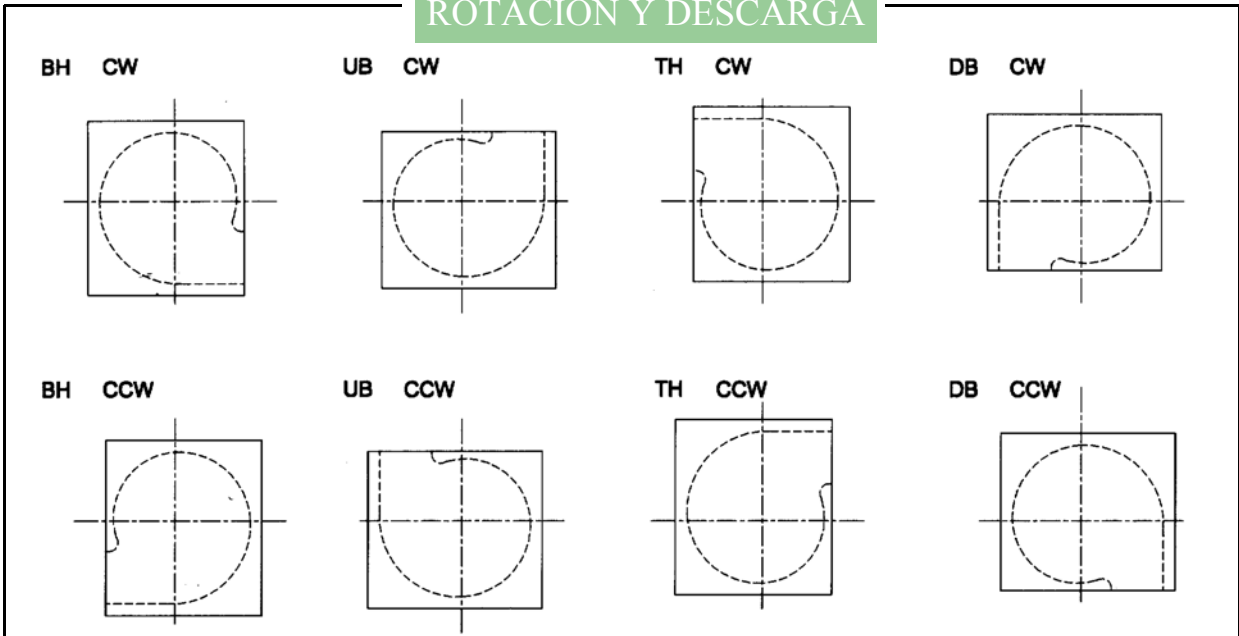 ROTACION Y DESCARGA
BH CW
UB CW
TH CW
DB CW
BH CCW
UB CCW
TH CCW
DB CCW